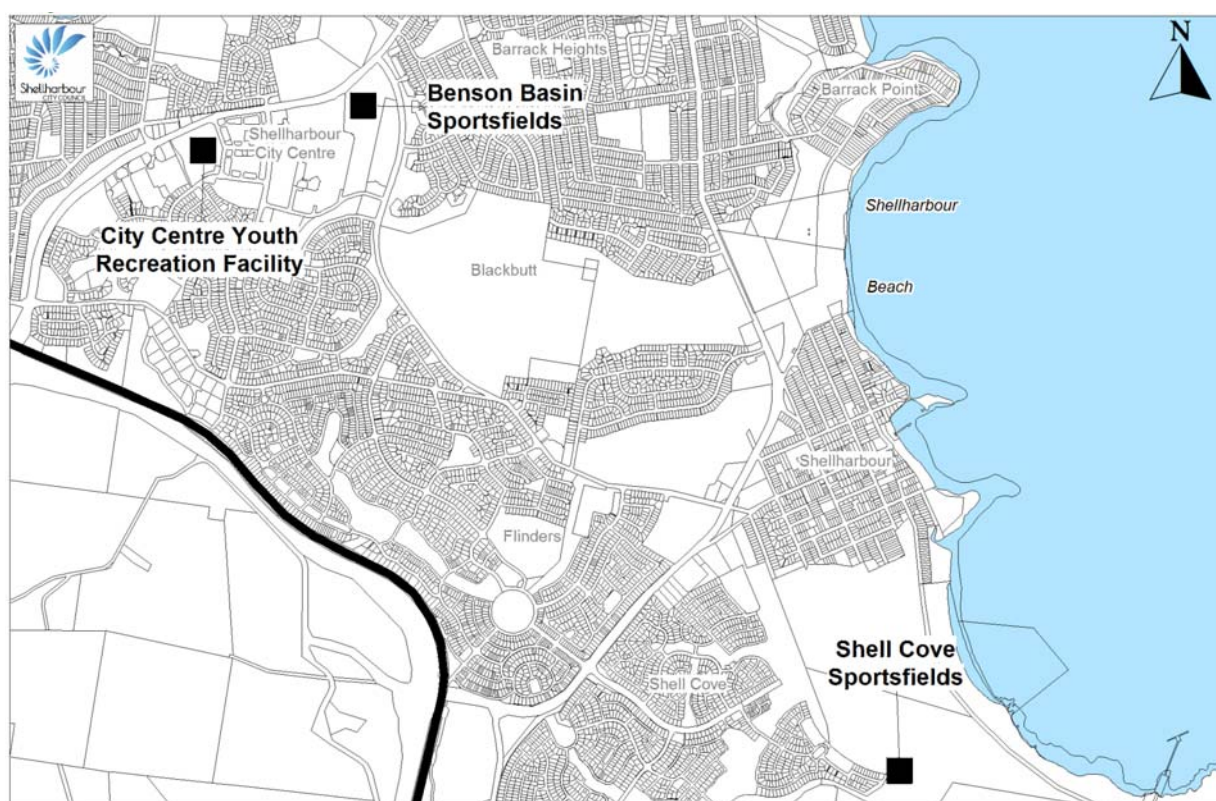 Shellharbour
CITY COUNCIL
N
Barrack Heights
Barrack Point
Benson Basin
Sportsfields
Shellharbour
City Centre
City Centre Youth
Recreation Facility
Shellharbour
Beach
Blackbutt
Shellharbour
Flinders
Shell Cove
Sportsfields
Shell Cove